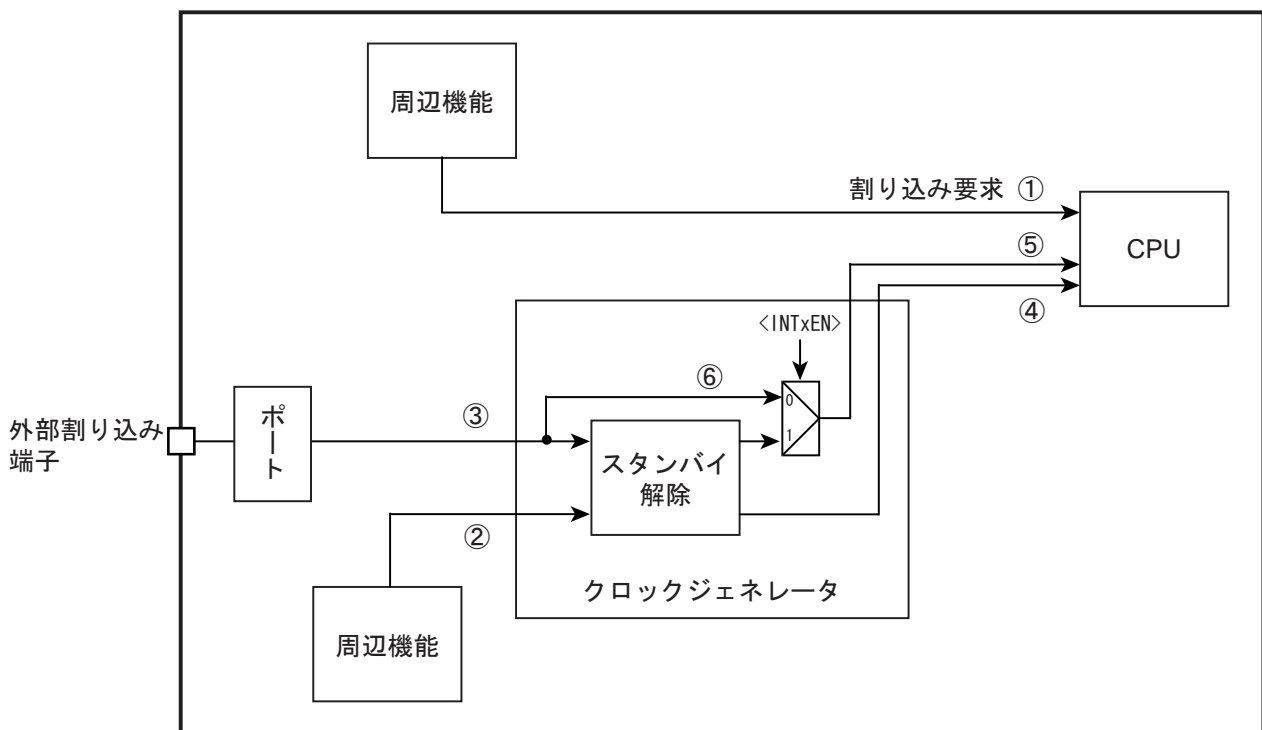 周辺機能
割り込み要求 ①
CPU
⑤
④
<INTxEN>
⑥
0
1
外部割り込み
端子
ポート
③
スタンバイ
解除
②
クロックジェネレータ
周辺機能